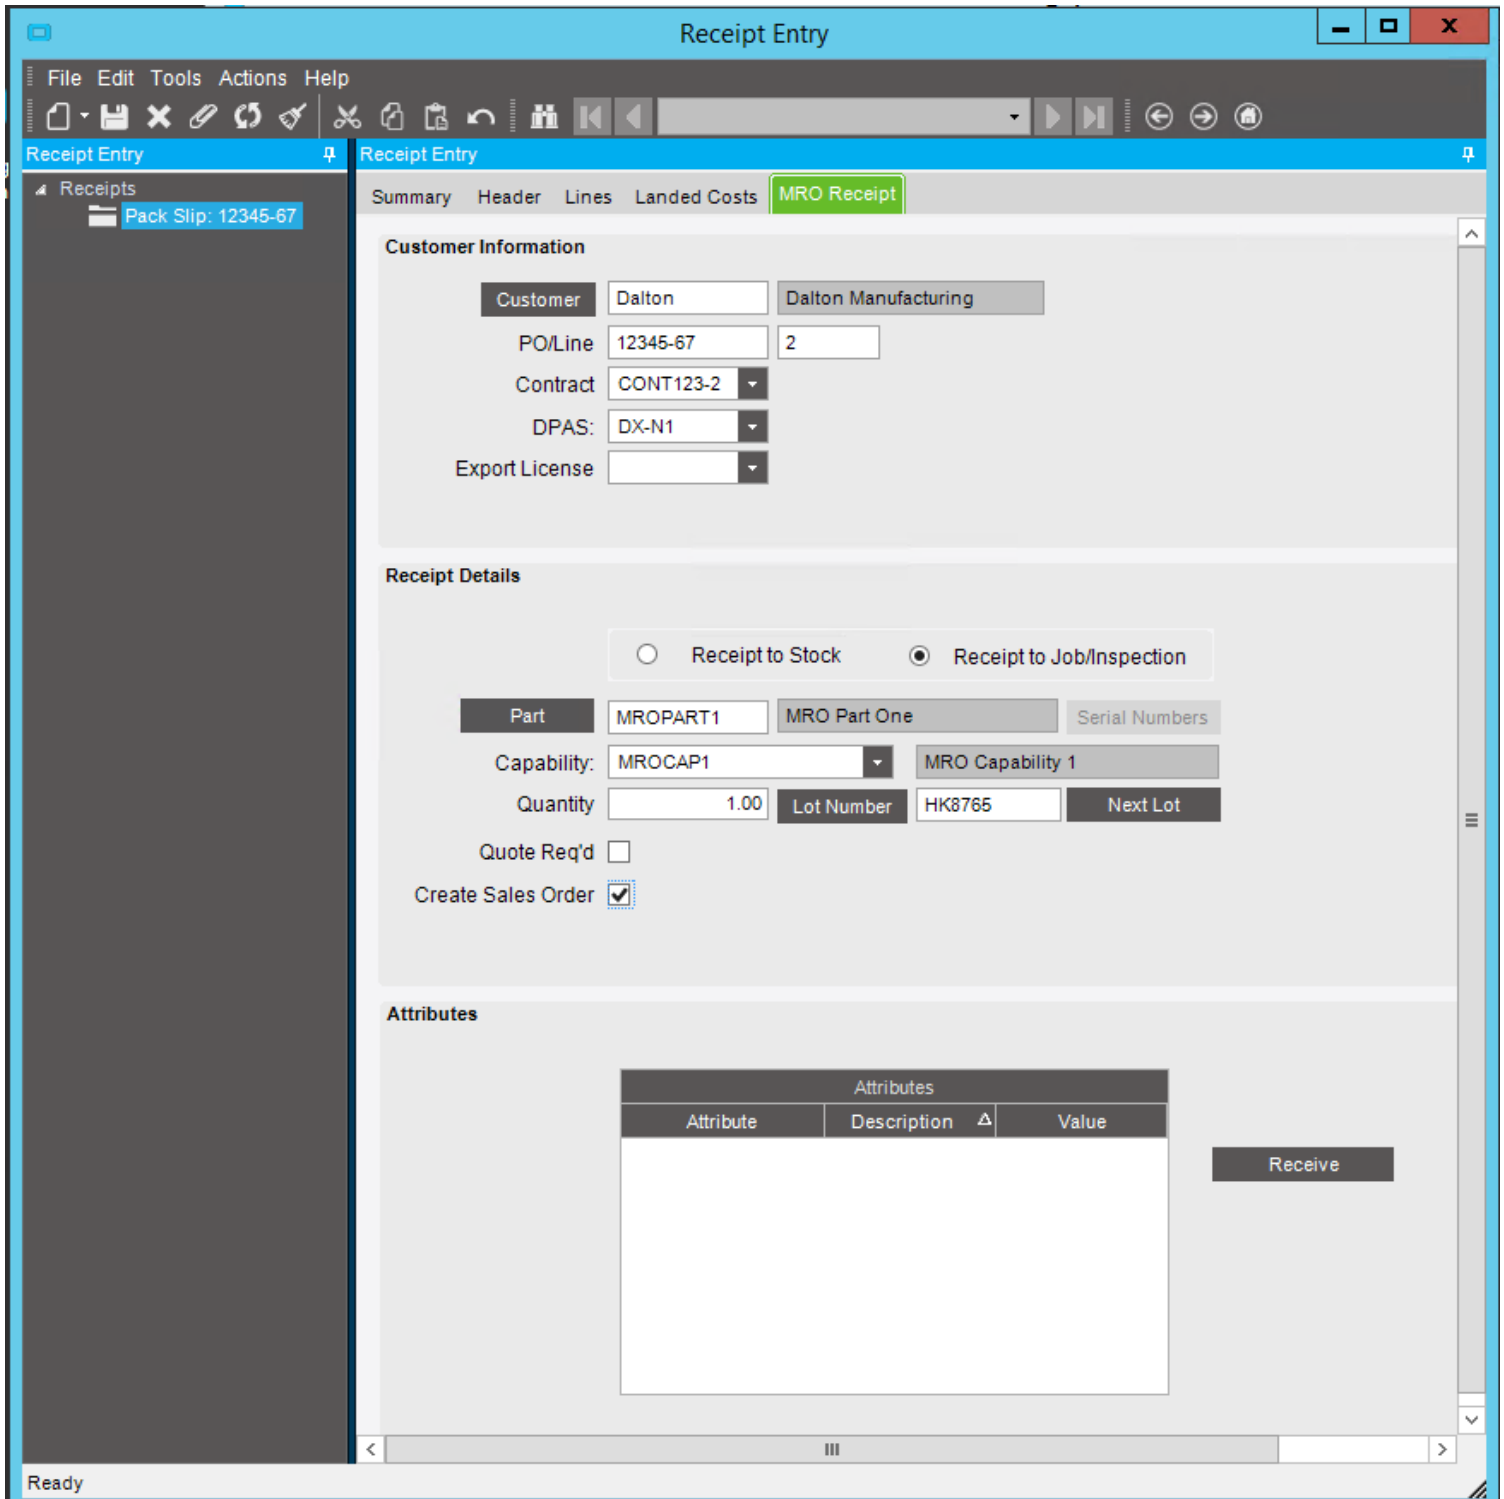 Receipt Entry
File Edit Tools Actions Help
Receipt Entry
Receipts
Pack Slip: 12345-67
Receipt Entry
Summary Header Lines Landed Costs MRO Receipt
Customer Information
Customer Dalton Dalton Manufacturing
PO/Line 12345-67 2
Contract CONT123-2
DPAS: DX-N1
Export License
Receipt Details
Receipt to Stock Receipt to Job/Inspection
Part MROPART1 MRO Part One Serial Numbers
Capability: MROCAP1 MRO Capability 1
Quantity 1.00 Lot Number HK8765 Next Lot
Quote Req'd
Create Sales Order
Attributes
Attributes
Attribute Description Value
Receive
Ready